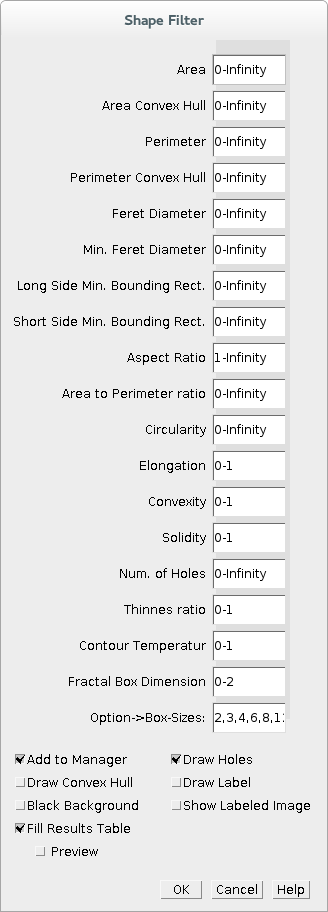 Shape Filter
Area 0-Infinity
Area Convex Hull 0-Infinity
Perimeter 0-Infinity
Perimeter Convex Hull 0-Infinity
Feret Diameter 0-Infinity
Min. Feret Diameter 0-Infinity
Long Side Min. Bounding Rect. 0-Infinity
Short Side Min. Bounding Rect. 0-Infinity
Aspect Ratio 1-Infinity
Area to Perimeter ratio 0-Infinity
Circularity 0-Infinity
Elongation 0-1
Convexity 0-1
Solidity 0-1
Num. of Holes 0-Infinity
Thinnes ratio 0-1
Contour Temperatur 0-1
Fractal Box Dimension 0-2
Option->Box-Sizes: 2,3,4,6,8,1
Add to Manager Draw Holes
Draw Convex Hull Draw Label
Black Background Show Labeled Image
Fill Results Table
Preview
OK Cancel Help